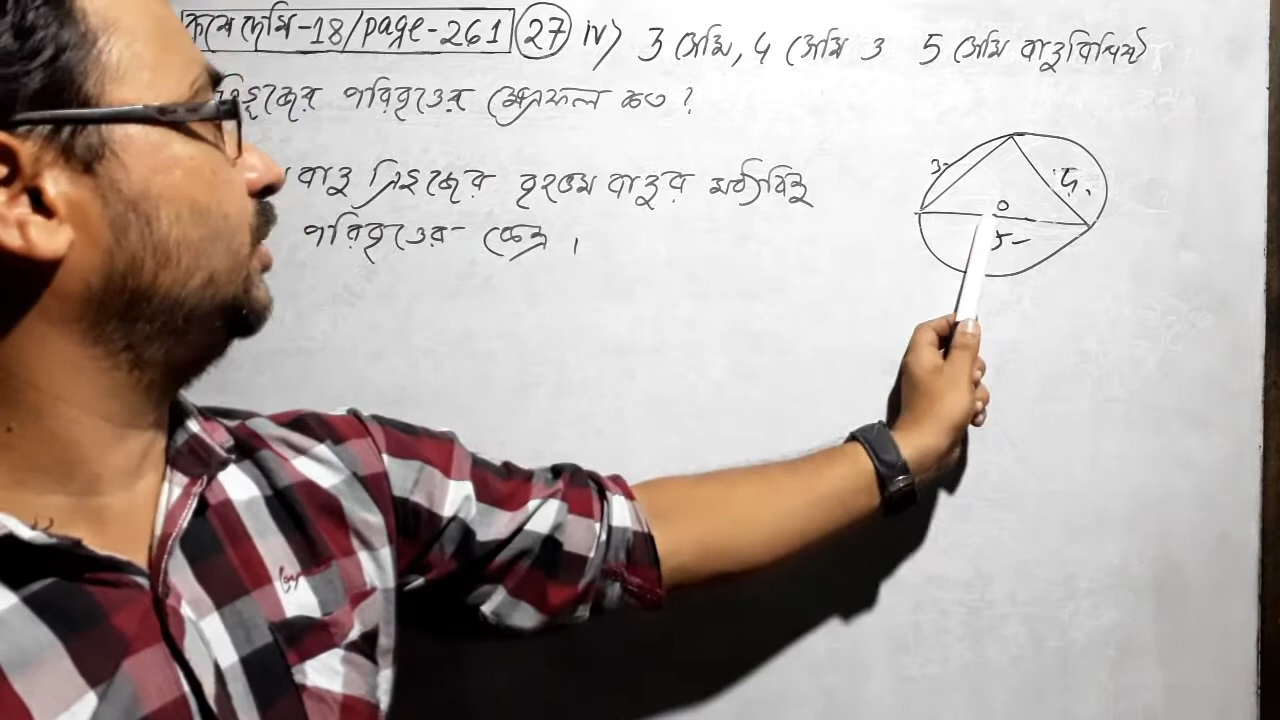 কষে দেখি-18/page-261 27 iv) 3 সেমি, 4 সেমি ও 5 সেমি বাহুবিশিষ্ট
ত্রিভূজের পরিবৃত্তের ক্ষেত্রফল কত ?
বাহু ত্রিভূজের বৃহত্তম বাহুর মধ্যবিন্দু
পরিবৃত্তের কেন্দ্র ।
3
4
O
5